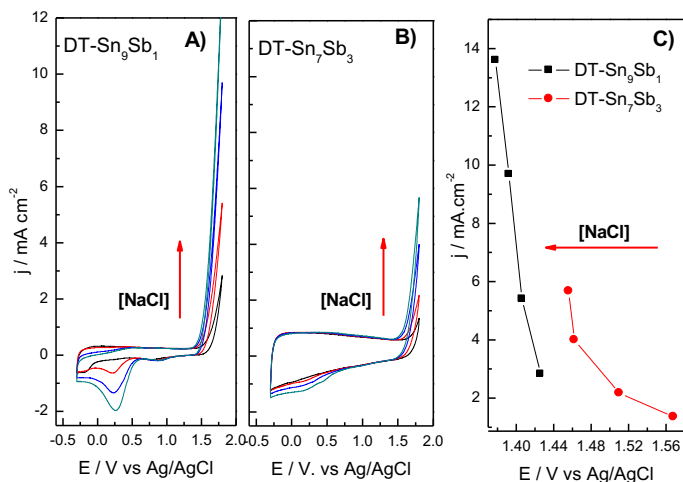 DT-Sn9Sb1
A)
j / mA cm-2
12
10
8
6
4
2
0
-2
[NaCl]
-0.5 0.0 0.5 1.0 1.5 2.0
E / V vs Ag/AgCl
DT-Sn7Sb3
B)
[NaCl]
-0.5 0.0 0.5 1.0 1.5 2.0
E / V. vs Ag/AgCl
C)
DT-Sn9Sb1
DT-Sn7Sb3
j / mA.cm-2
14
12
10
8
6
4
2
[NaCl]
1.40 1.44 1.48 1.52 1.56
E / V vs Ag/AgCl